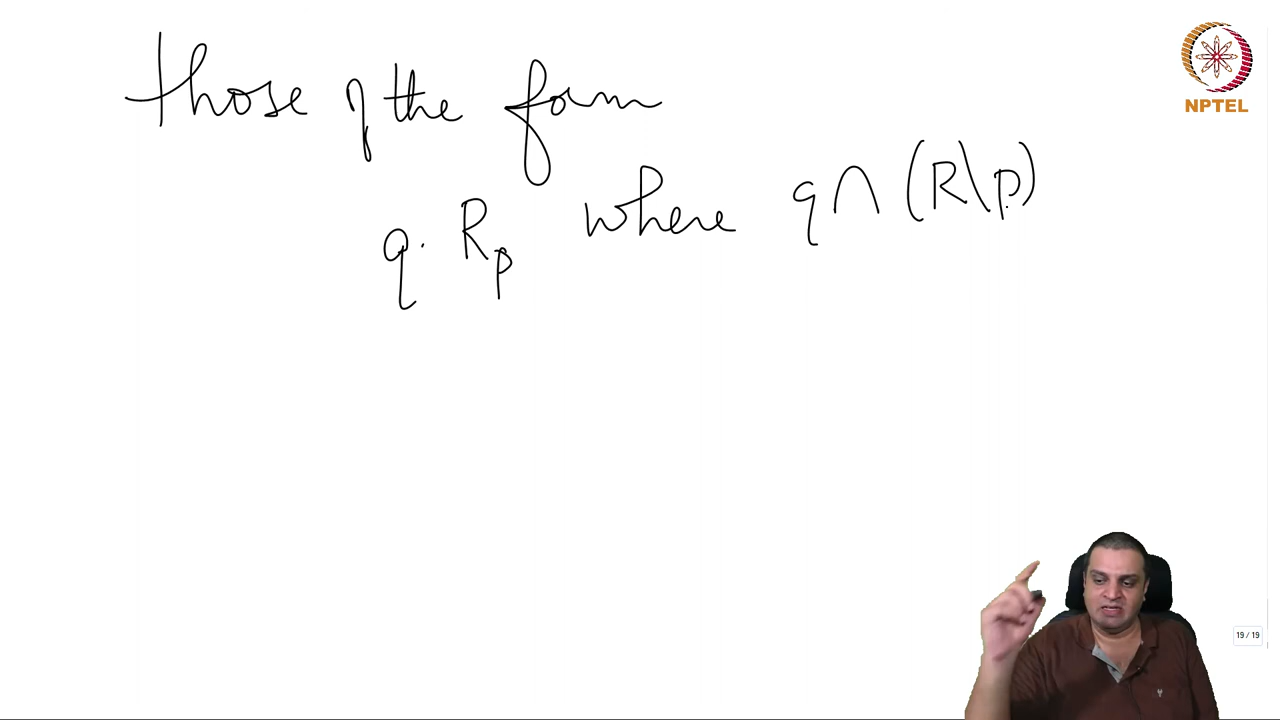 NPTEL
those of the form
q · R_p where q ∩ (R\p)
19 / 19